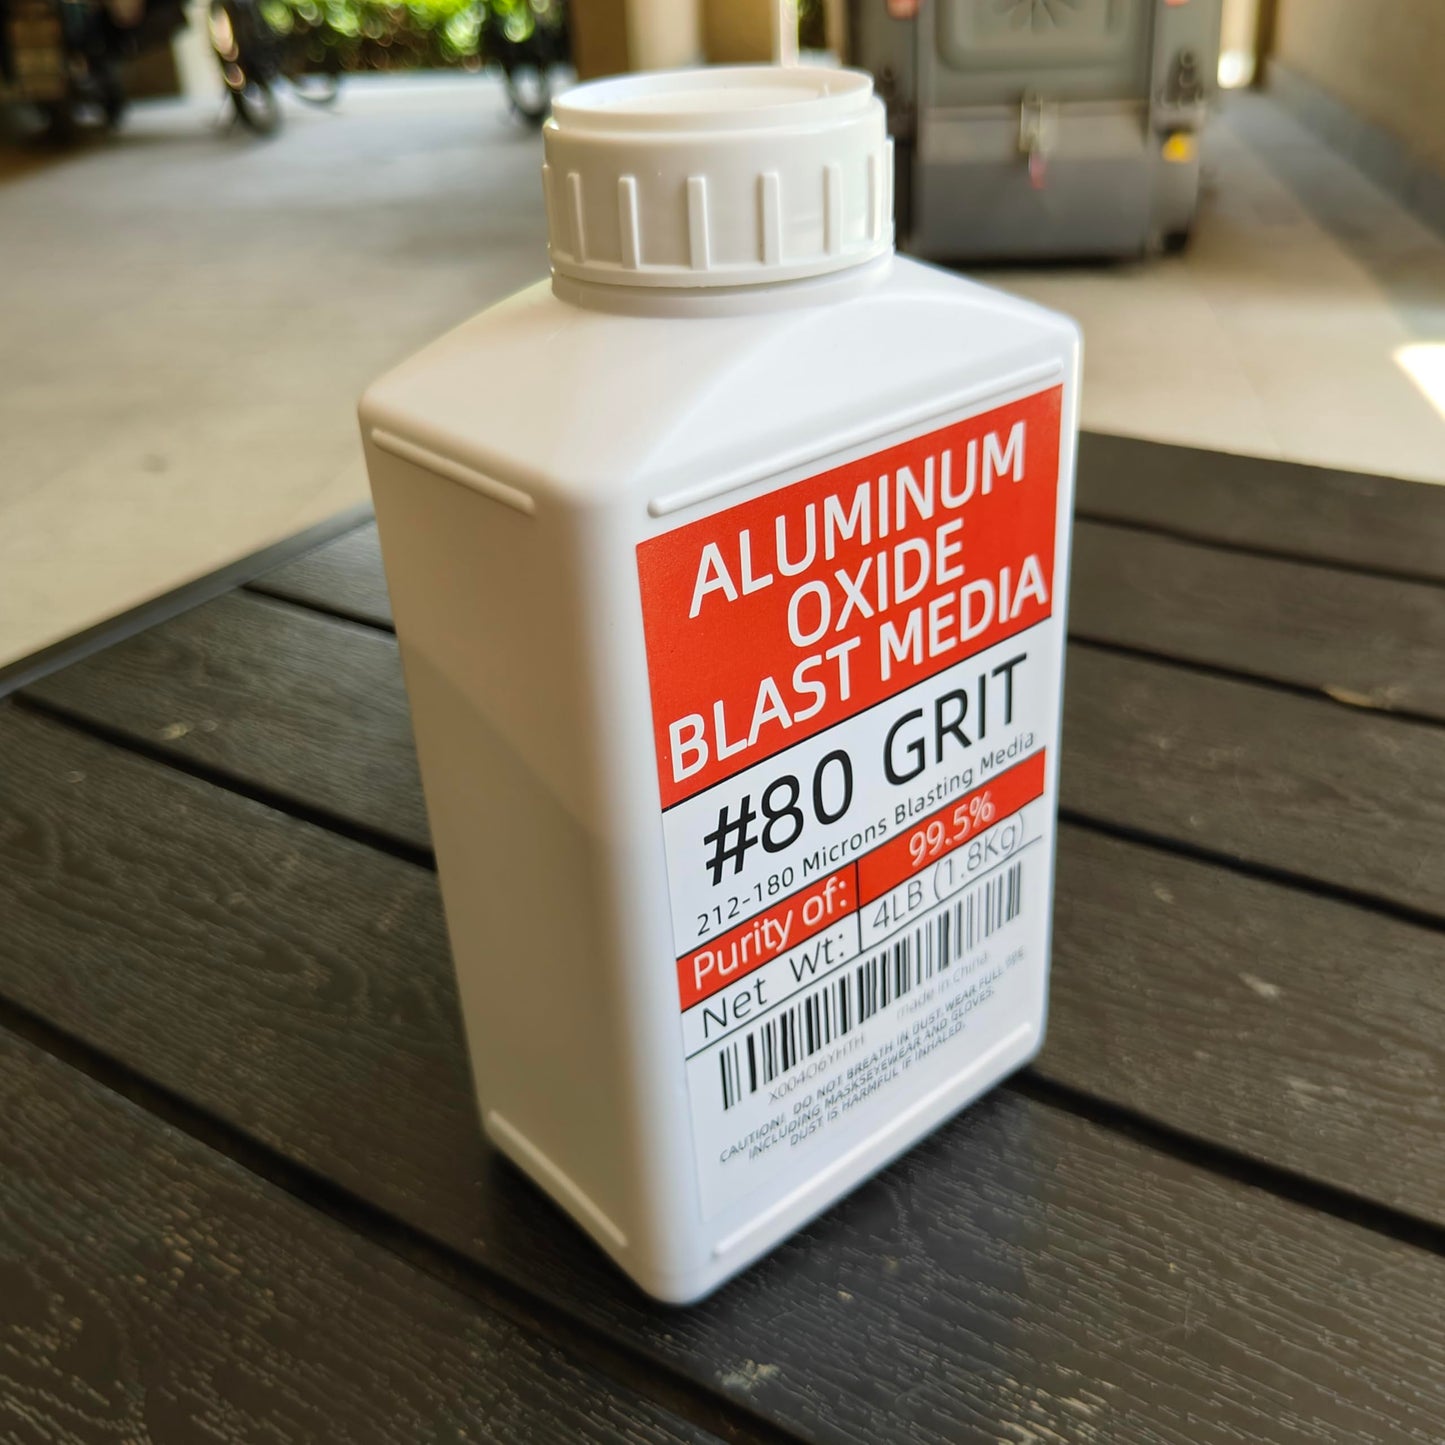 ALUMINUM
OXIDE
BLAST MEDIA
#80 GRIT
212-180 Microns Blasting Media
Purity of: 99.5%
Net Wt: 4LB (1.8Kg)
X004O6YHTH
made in China
CAUTION! DO NOT BREATH IN DUST, WEAR FULL PPE
INCLUDING MASKSEYEWEAR AND GLOVES.
DUST IS HARMFUL IF INHALED.